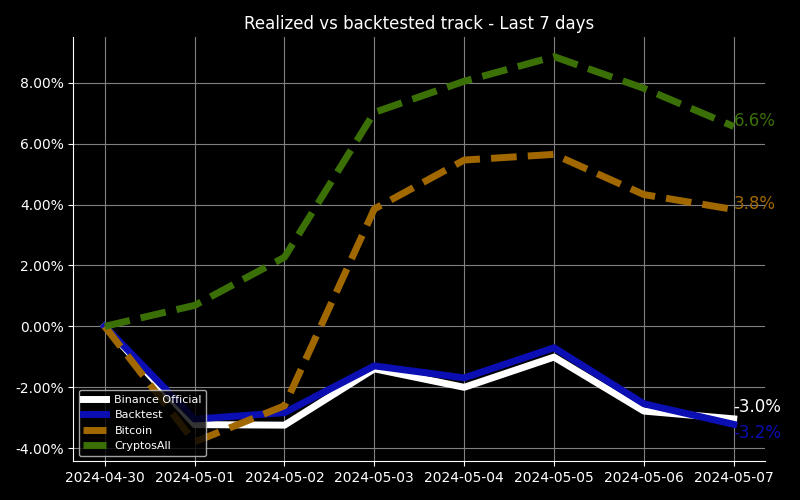 Realized vs backtested track - Last 7 days
8.00%
6.00%
4.00%
2.00%
0.00%
-2.00%
-4.00%
6.6%
3.8%
-3.0%
-3.2%
Binance Official
Backtest
Bitcoin
CryptosAll
2024-04-30 2024-05-01 2024-05-02 2024-05-03 2024-05-04 2024-05-05 2024-05-06 2024-05-07